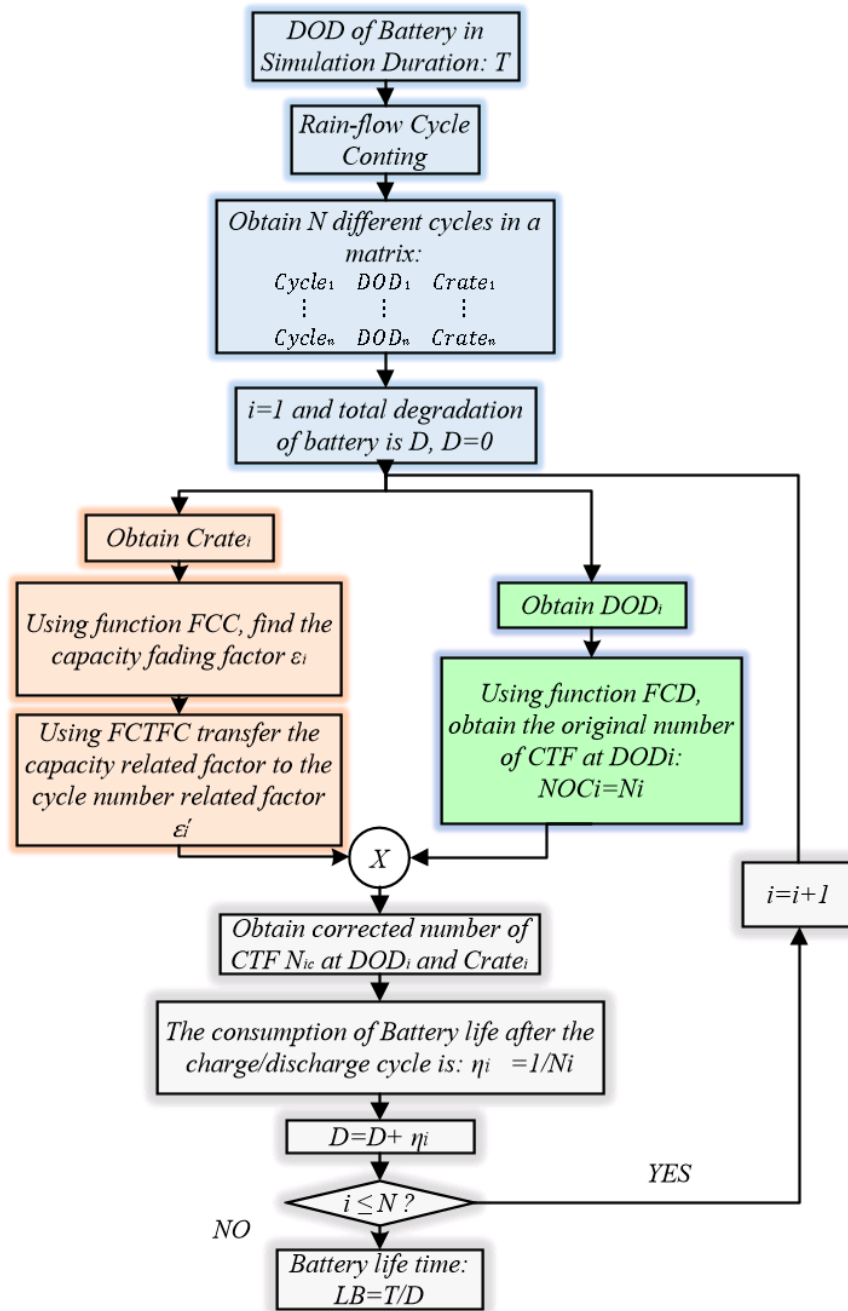 DOD of Battery in
Simulation Duration: T
Rain-flow Cycle
Conting
Obtain N different cycles in a
matrix:
Cycle₁ DOD₁ Crate₁
⋮ ⋮ ⋮
Cycleₙ DODₙ Crateₙ
i=1 and total degradation
of battery is D, D=0
Obtain Crateᵢ
Using function FCC, find the
capacity fading factor εᵢ
Using FCTFC transfer the
capacity related factor to the
cycle number related factor
εᵢ′
Obtain DODᵢ
Using function FCD,
obtain the original number
of CTF at DODi:
NOCi=Ni
X
i=i+1
Obtain corrected number of
CTF Nᵢc at DODᵢ and Crateᵢ
The consumption of Battery life after the
charge/discharge cycle is: ηᵢ =1/Ni
D=D+ ηᵢ
YES
i ≤ N ?
NO
Battery life time:
LB=T/D